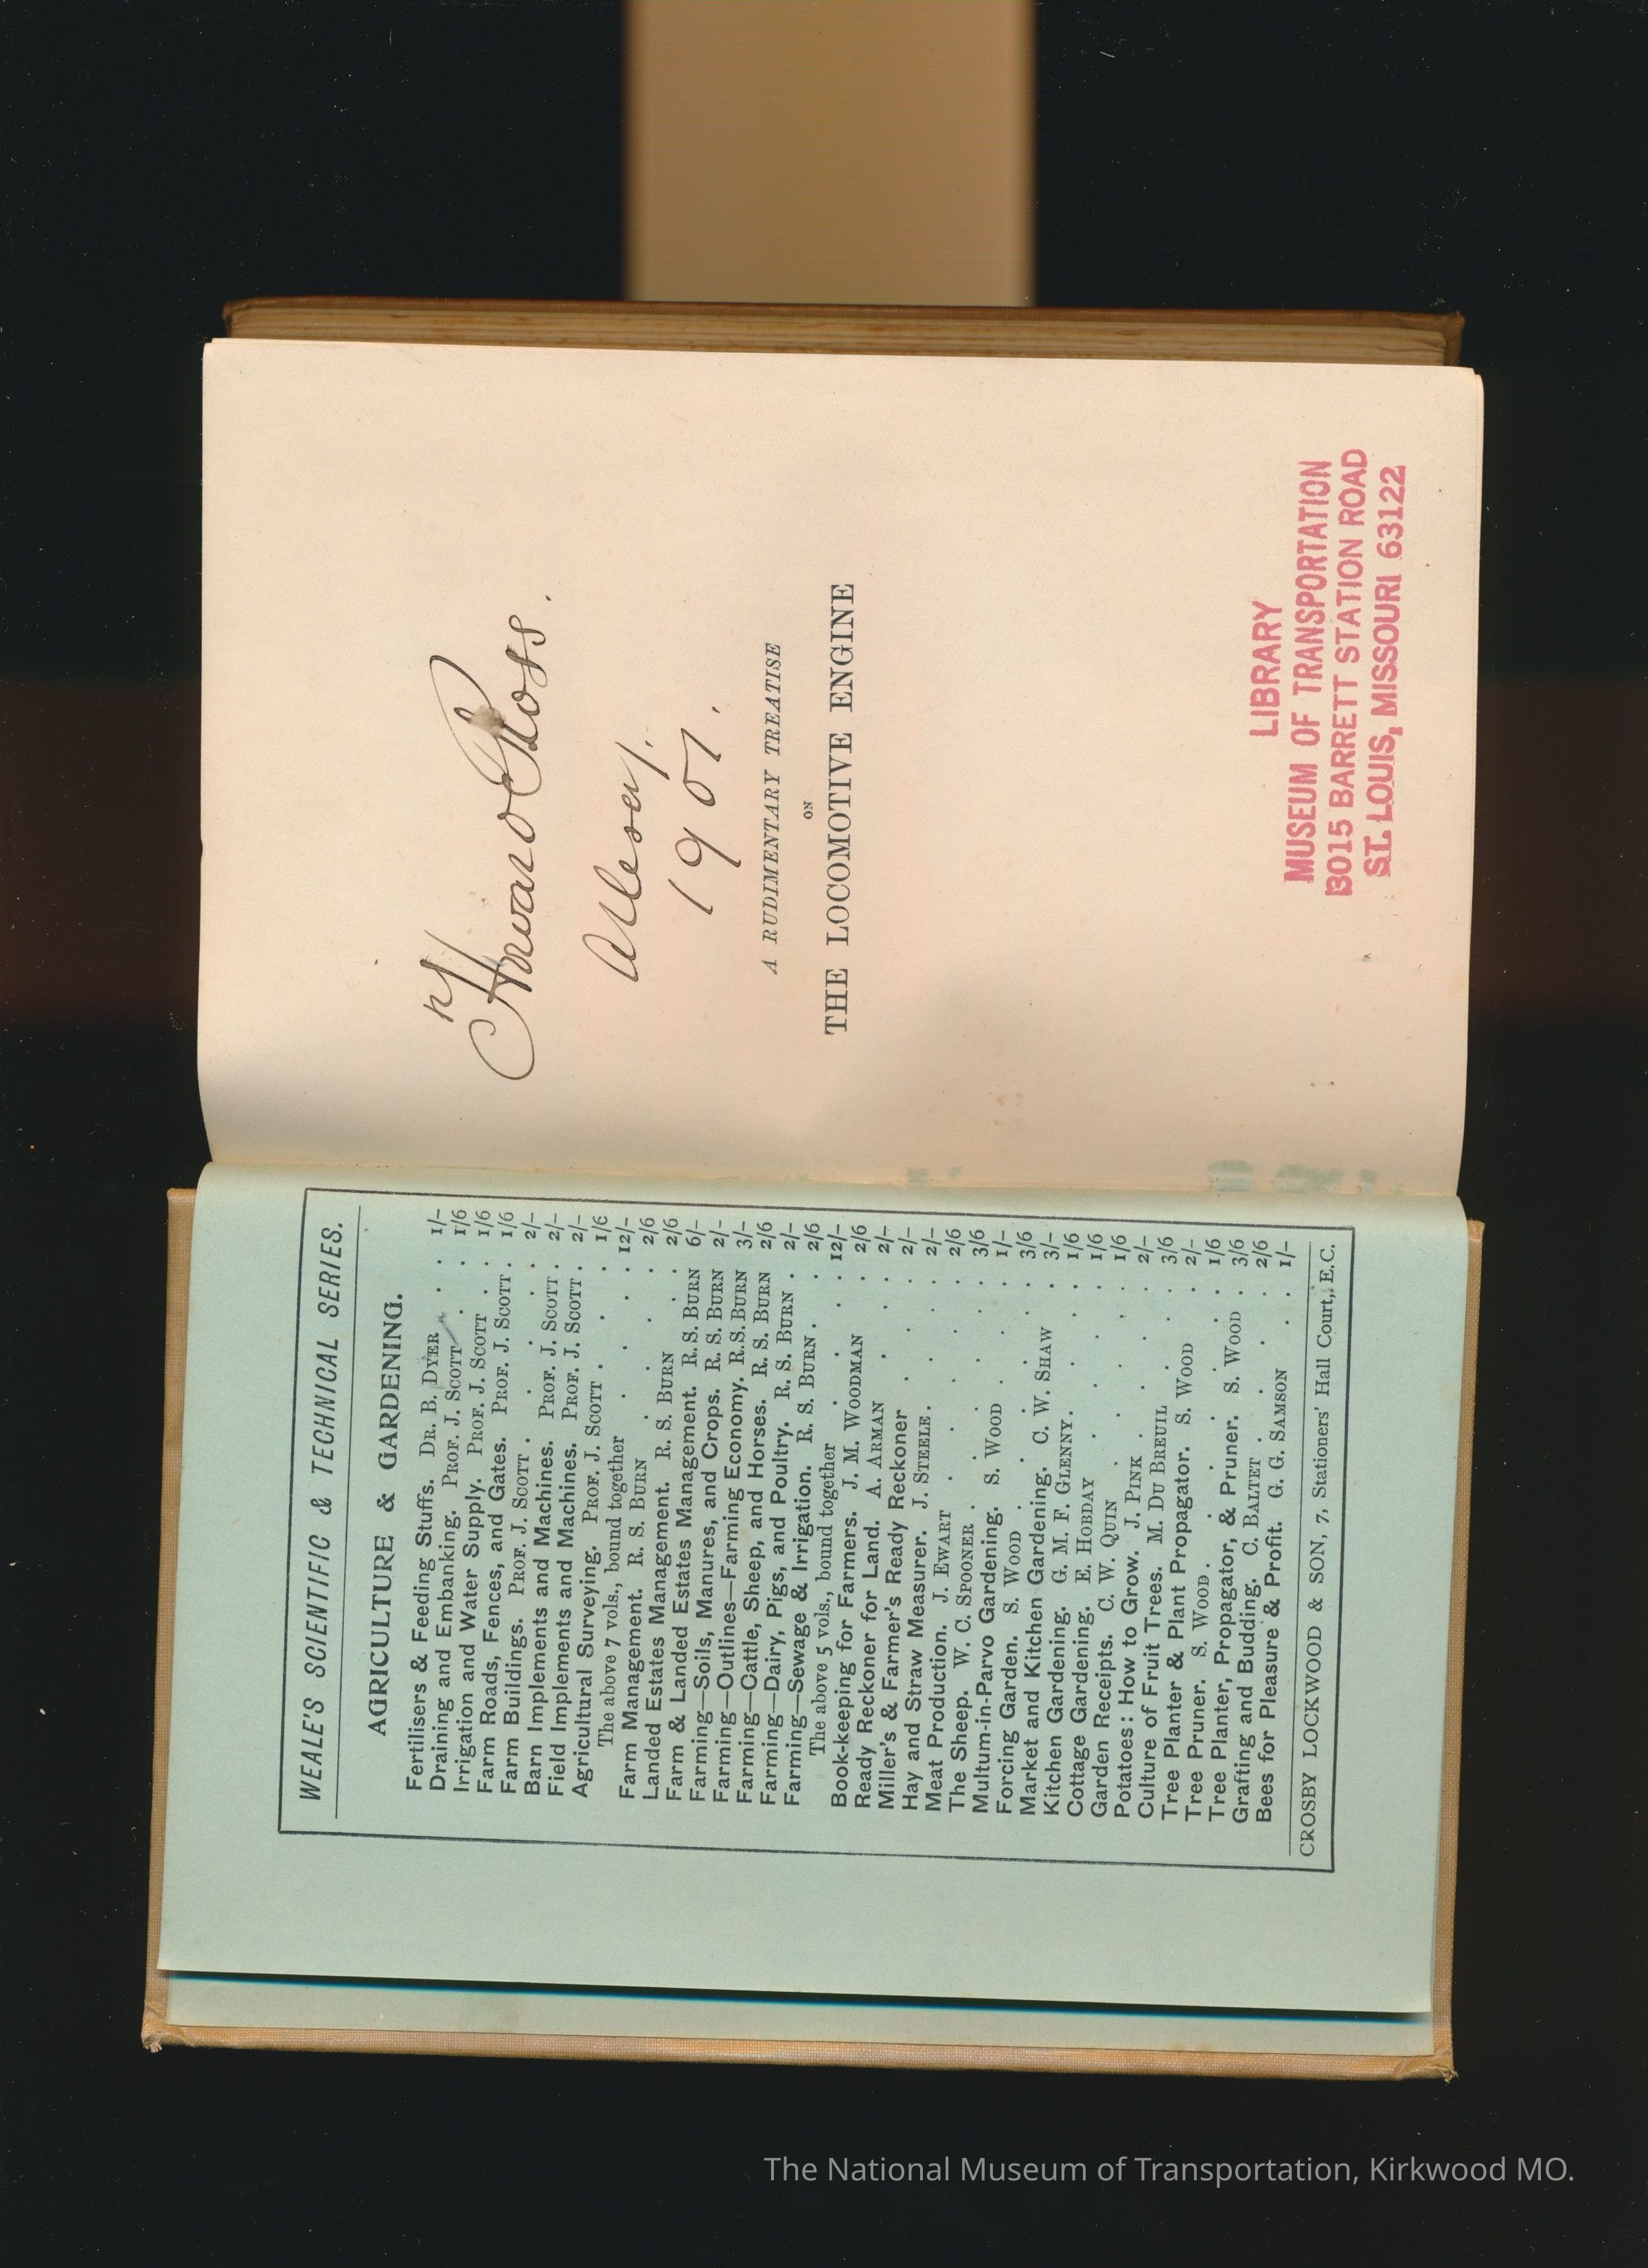 WEALE'S SCIENTIFIC & TECHNICAL SERIES.
AGRICULTURE & GARDENING.
Fertilisers & Feeding Stuffs. DR. B. DYER . . 1/-
Draining and Embanking. PROF. J. SCOTT . . 1/6
Irrigation and Water Supply. PROF. J. SCOTT . 1/6
Farm Roads, Fences, and Gates. PROF. J. SCOTT . 1/6
Farm Buildings. PROF. J. SCOTT . . . . 2/-
Barn Implements and Machines. PROF. J. SCOTT . 2/-
Field Implements and Machines. PROF. J. SCOTT . 2/-
Agricultural Surveying. PROF. J. SCOTT . . . 1/6
The above 7 vols., bound together . . 12/-
Farm Management. R. S. BURN . . . . 2/6
Landed Estates Management. R. S. BURN . . 2/6
Farm & Landed Estates Management. R. S. BURN 6/-
Farming—Soils, Manures, and Crops. R. S. BURN 2/-
Farming—Outlines—Farming Economy. R. S. BURN 3/-
Farming—Cattle, Sheep, and Horses. R. S. BURN 2/6
Farming—Dairy, Pigs, and Poultry. R. S. BURN . 2/-
Farming—Sewage & Irrigation. R. S. BURN . . 2/6
The above 5 vols., bound together . . . 12/-
Book-keeping for Farmers. J. M. WOODMAN . . 2/6
Ready Reckoner for Land. A. ARMAN . . . 2/-
Miller's & Farmer's Ready Reckoner . . . 2/-
Hay and Straw Measurer. J. STEELE . . . . 2/-
Meat Production. J. EWART . . . . . 2/6
The Sheep. W. C. SPOONER . . . . . 3/6
Multum-in-Parvo Gardening. S. WOOD . . . 1/-
Forcing Garden. S. WOOD . . . . . 3/6
Market and Kitchen Gardening. C. W. SHAW . . 3/-
Kitchen Gardening. G. M. F. GLENNY . . . . 1/6
Cottage Gardening. E. HOBDAY . . . . . 1/6
Garden Receipts. C. W. QUIN . . . . . 1/6
Potatoes: How to Grow. J. PINK . . . . 2/-
Culture of Fruit Trees. M. DU BREUIL . . . 3/6
Tree Planter & Plant Propagator. S. WOOD . . 2/-
Tree Pruner. S. WOOD . . . . . . 1/6
Tree Planter, Propagator, & Pruner. S. WOOD . 3/6
Grafting and Budding. C. BALTET . . . . 2/6
Bees for Pleasure & Profit. G. G. SAMSON . . 1/-
CROSBY LOCKWOOD & SON, 7, Stationers' Hall Court, E.C.
Howard
1901.
A RUDIMENTARY TREATISE
ON
THE LOCOMOTIVE ENGINE
LIBRARY
MUSEUM OF TRANSPORTATION
3015 BARRETT STATION ROAD
ST. LOUIS, MISSOURI 63122
The National Museum of Transportation, Kirkwood MO.